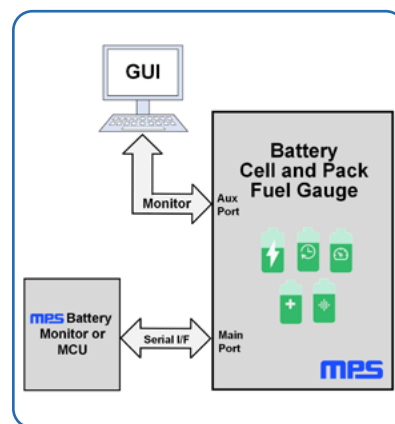 GUI
Battery
Cell and Pack
Fuel Gauge
Monitor
Aux
Port
mps Battery
Monitor or
MCU
Serial I/F
Main
Port
mps